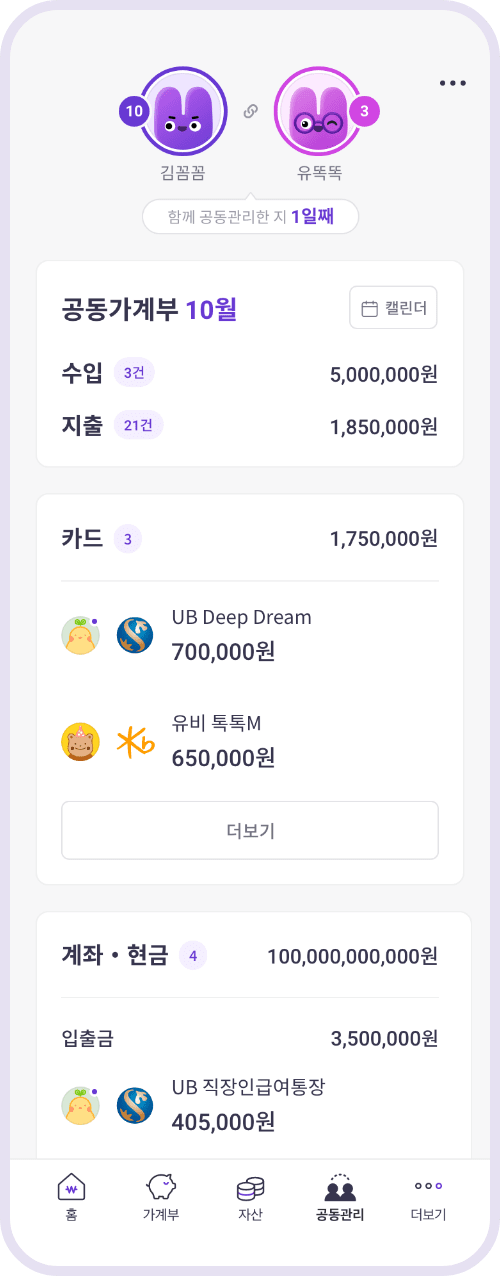 10
3
김꼼꼼
유똑똑
함께 공동관리한 지 1일째
공동가계부 10월
캘린더
수입 3건 5,000,000원
지출 21건 1,850,000원
카드 3 1,750,000원
UB Deep Dream
700,000원
유비 톡톡M
650,000원
더보기
계좌・현금 4 100,000,000,000원
입출금 3,500,000원
UB 직장인급여통장
405,000원
홈 가계부 자산 공동관리 더보기